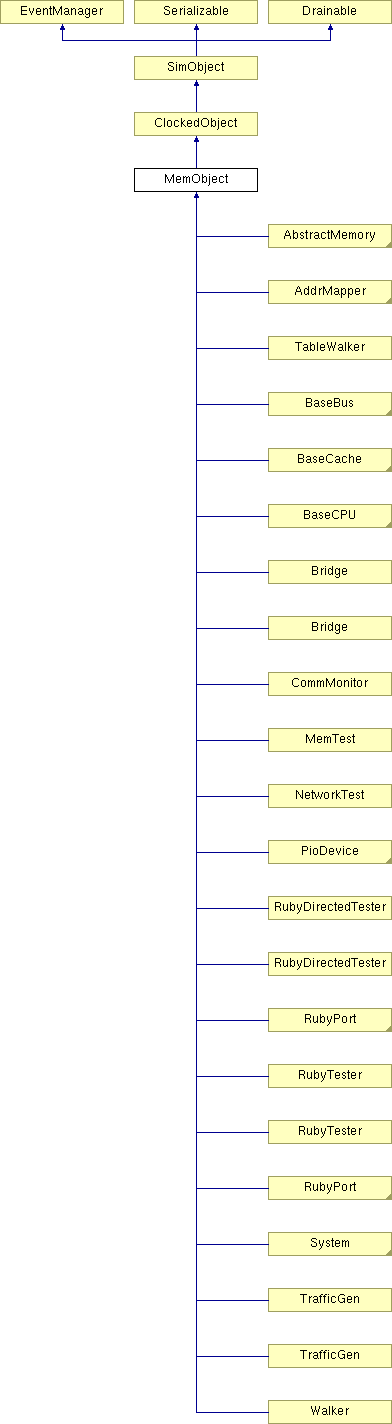 EventManager
Serializable
Drainable
SimObject
ClockedObject
MemObject
AbstractMemory
AddrMapper
TableWalker
BaseBus
BaseCache
BaseCPU
Bridge
Bridge
CommMonitor
MemTest
NetworkTest
PioDevice
RubyDirectedTester
RubyDirectedTester
RubyPort
RubyTester
RubyTester
RubyPort
System
TrafficGen
TrafficGen
Walker